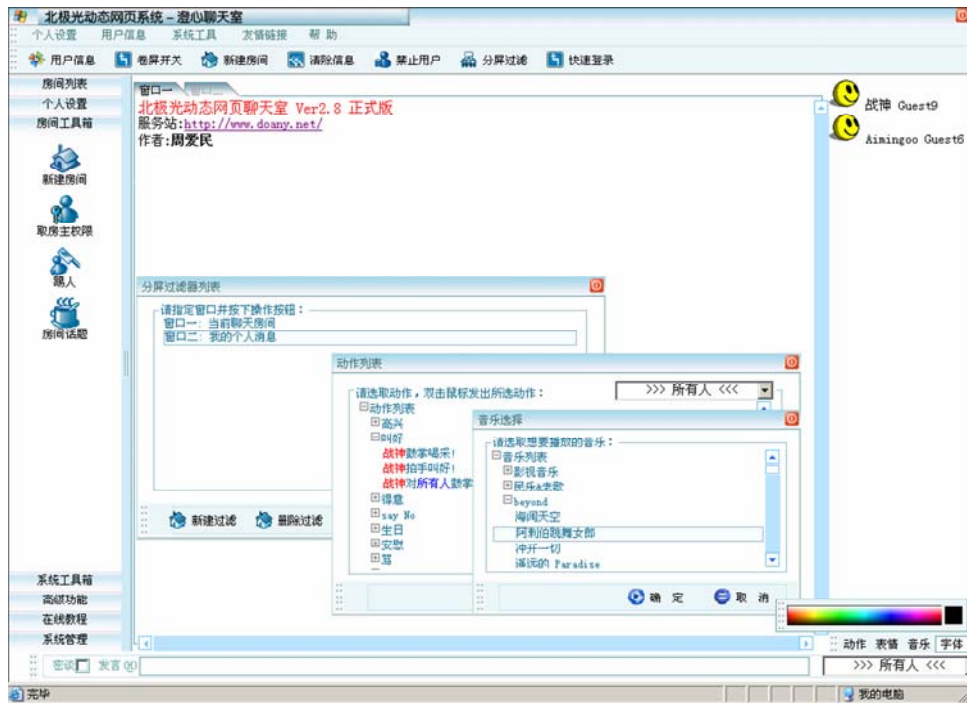 北极光动态网页系统 - 澄心聊天室
个人设置 用户信息 系统工具 友情链接 帮助
用户信息 卷屏开关 新建房间 清除信息 禁止用户 分屏过滤 快速登录
房间列表
个人设置
房间工具箱
新建房间
取房主权限
踢人
房间话题
系统工具箱
高级功能
在线教程
系统管理
窗口一 窗口二
北极光动态网页聊天室 Ver2.8 正式版
服务站:http://www.doany.net/
作者:周爱民
战神 Guest9
Aimingoo Guest6
分屏过滤器列表
请指定窗口并按下操作按钮：
窗口一: 当前聊天房间
窗口二: 我的个人消息
新建过滤 删除过滤
动作列表
请选取动作，双击鼠标发出所选动作：
>>> 所有人 <<<
动作列表
高兴
叫好
战神鼓掌喝采!
战神拍手叫好!
战神对所有人鼓掌
得意
say No
生日
安慰
骂
音乐选择
请选取想要播放的音乐：
音乐列表
影视音乐
民乐&老歌
beyond
海阔天空
阿剌伯跳舞女郎
冲开一切
遥远的 Paradise
确 定 取 消
动作 表情 音乐 字体
密谈 发言
>>> 所有人 <<<
完毕
我的电脑